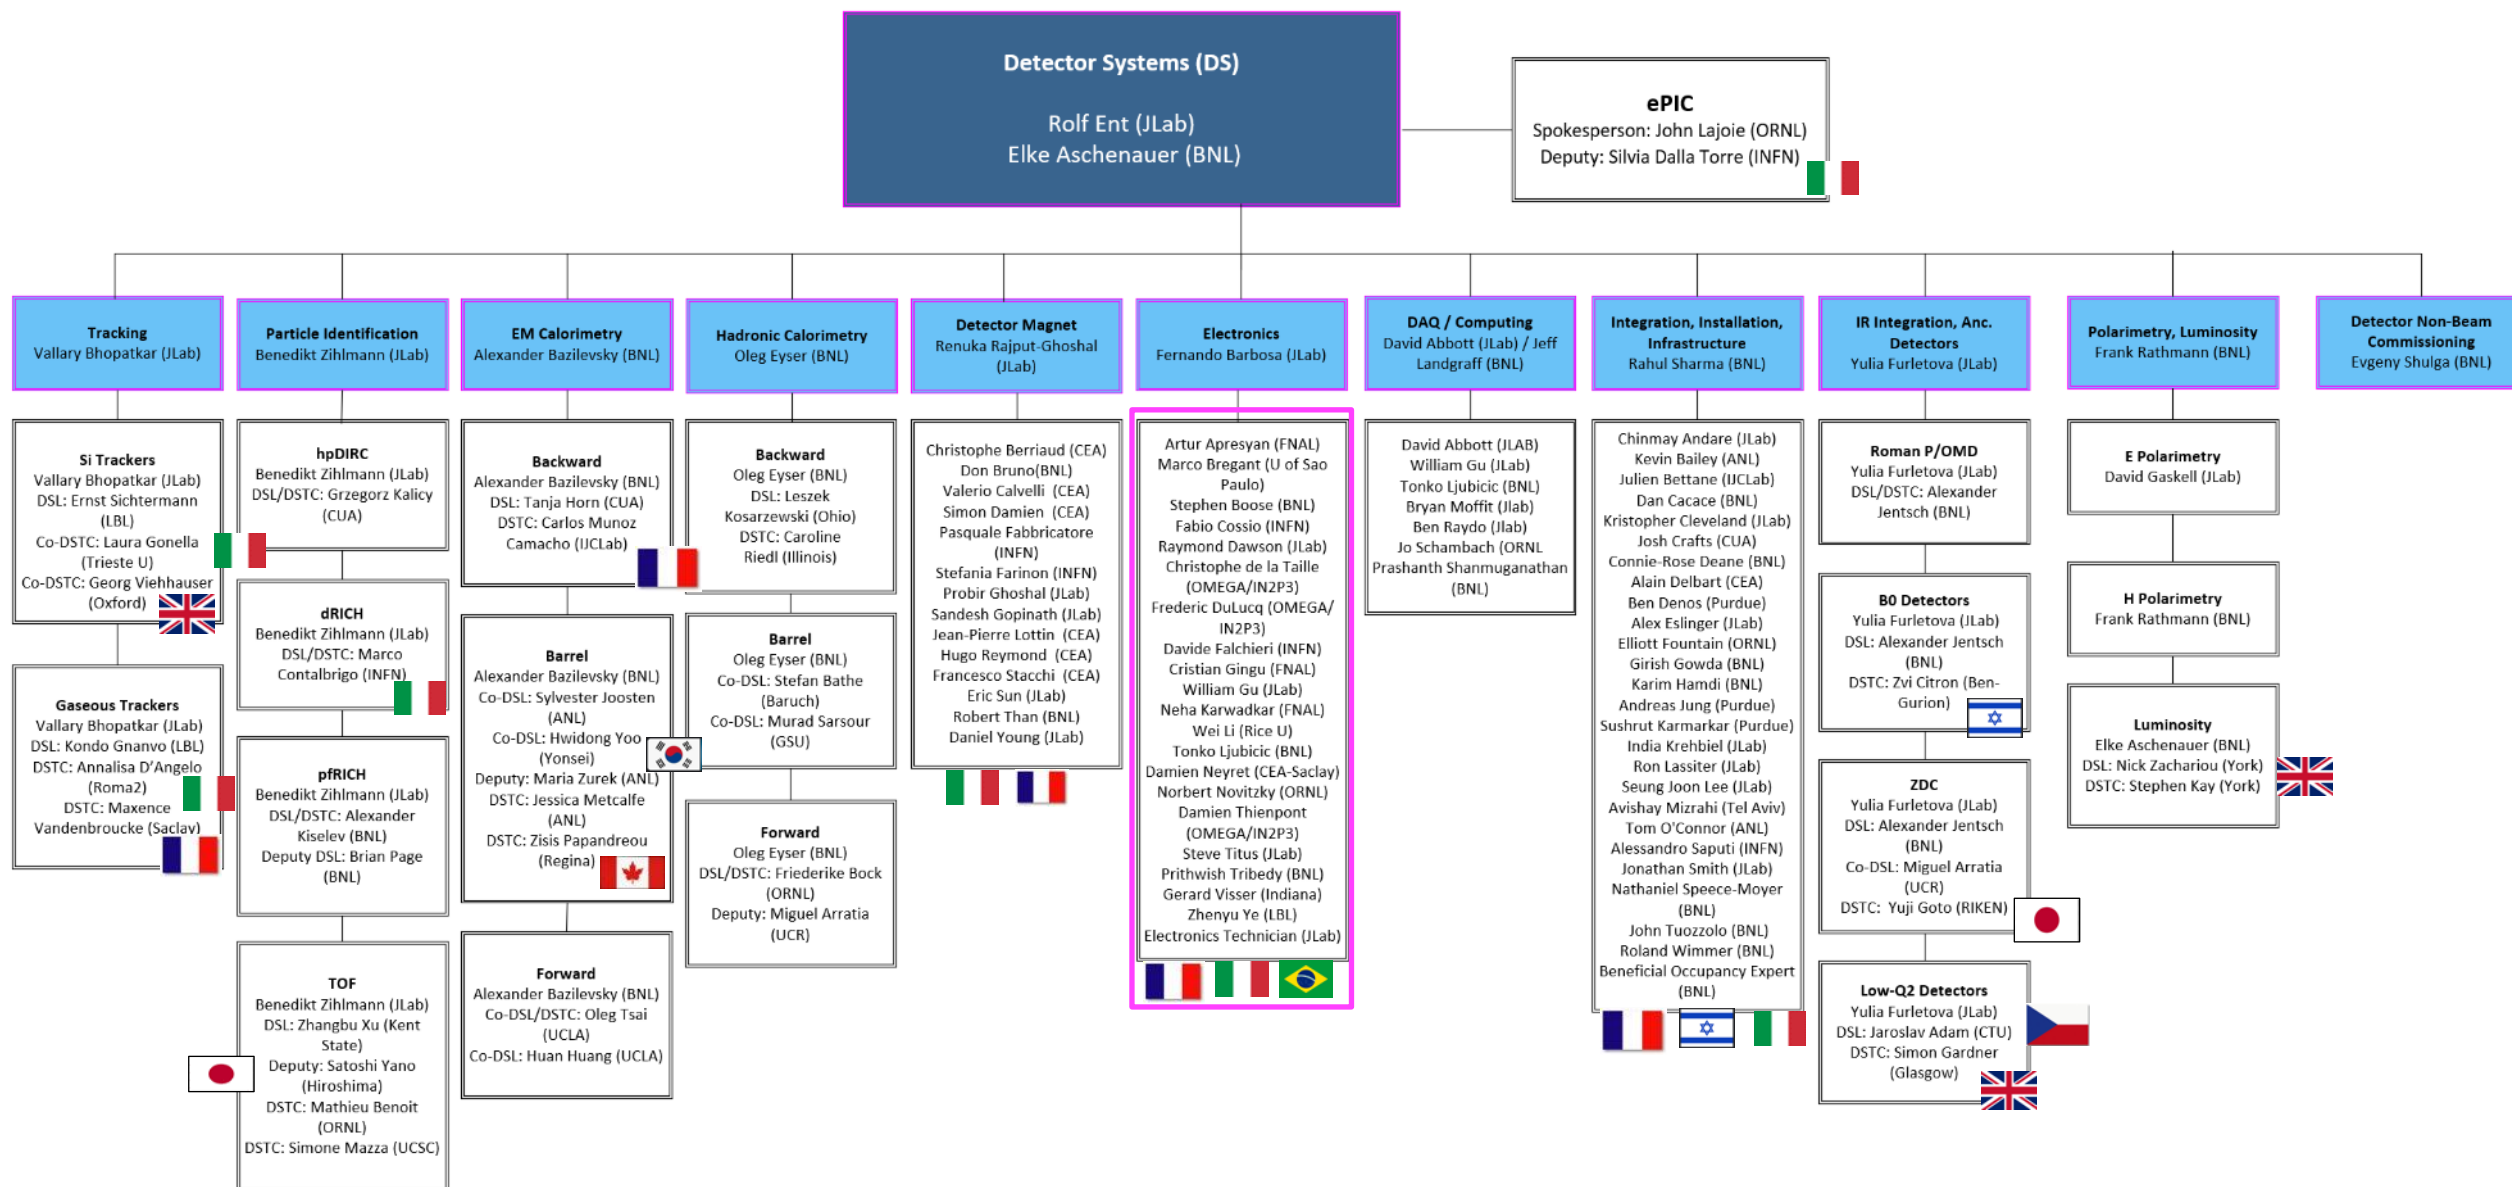 Detector Systems (DS)
Rolf Ent (JLab)
Elke Aschenauer (BNL)
ePIC
Spokesperson: John Lajoie (ORNL)
Deputy: Silvia Dalla Torre (INFN)
Tracking
Vallary Bhopatkar (JLab)
Particle Identification
Benedikt Zihlmann (JLab)
EM Calorimetry
Alexander Bazilevsky (BNL)
Hadronic Calorimetry
Oleg Eyser (BNL)
Detector Magnet
Renuka Rajput-Ghoshal
(JLab)
Electronics
Fernando Barbosa (JLab)
DAQ / Computing
David Abbott (JLab) / Jeff
Landgraff (BNL)
Integration, Installation,
Infrastructure
Rahul Sharma (BNL)
IR Integration, Anc.
Detectors
Yulia Furletova (JLab)
Polarimetry, Luminosity
Frank Rathmann (BNL)
Detector Non-Beam
Commissioning
Evgeny Shulga (BNL)
Si Trackers
Vallary Bhopatkar (JLab)
DSL: Ernst Sichtermann
(LBL)
Co-DSTC: Laura Gonella
(Trieste U)
Co-DSTC: Georg Viehhauser
(Oxford)
Gaseous Trackers
Vallary Bhopatkar (JLab)
DSL: Kondo Gnanvo (LBL)
DSTC: Annalisa D'Angelo
(Roma2)
DSTC: Maxence
Vandenbroucke (Saclay)
hpDIRC
Benedikt Zihlmann (JLab)
DSL/DSTC: Grzegorz Kalicy
(CUA)
dRICH
Benedikt Zihlmann (JLab)
DSL/DSTC: Marco
Contalbrigo (INFN)
pfRICH
Benedikt Zihlmann (JLab)
DSL/DSTC: Alexander
Kiselev (BNL)
Deputy DSL: Brian Page
(BNL)
TOF
Benedikt Zihlmann (JLab)
DSL: Zhangbu Xu (Kent
State)
Deputy: Satoshi Yano
(Hiroshima)
DSTC: Mathieu Benoit
(ORNL)
DSTC: Simone Mazza (UCSC)
Backward
Alexander Bazilevsky (BNL)
DSL: Tanja Horn (CUA)
DSTC: Carlos Munoz
Camacho (IJCLab)
Barrel
Alexander Bazilevsky (BNL)
Co-DSL: Sylvester Joosten
(ANL)
Co-DSL: Hwidong Yoo
(Yonsei)
Deputy: Maria Zurek (ANL)
DSTC: Jessica Metcalfe
(ANL)
DSTC: Zisis Papandreou
(Regina)
Forward
Alexander Bazilevsky (BNL)
Co-DSL/DSTC: Oleg Tsai
(UCLA)
Co-DSL: Huan Huang (UCLA)
Backward
Oleg Eyser (BNL)
DSL: Leszek
Kosarzewski (Ohio)
DSTC: Caroline
Riedl (Illinois)
Barrel
Oleg Eyser (BNL)
Co-DSL: Stefan Bathe
(Baruch)
Co-DSL: Murad Sarsour
(GSU)
Forward
Oleg Eyser (BNL)
DSL/DSTC: Friederike Bock
(ORNL)
Deputy: Miguel Arratia
(UCR)
Christophe Berriaud (CEA)
Don Bruno(BNL)
Valerio Calvelli (CEA)
Simon Damien (CEA)
Pasquale Fabbricatore
(INFN)
Stefania Farinon (INFN)
Probir Ghoshal (JLab)
Sandesh Gopinath (JLab)
Jean-Pierre Lottin (CEA)
Hugo Reymond (CEA)
Francesco Stacchi (CEA)
Eric Sun (JLab)
Robert Than (BNL)
Daniel Young (JLab)
Artur Apresyan (FNAL)
Marco Bregant (U of Sao
Paulo)
Stephen Boose (BNL)
Fabio Cossio (INFN)
Raymond Dawson (JLab)
Christophe de la Taille
(OMEGA/IN2P3)
Frederic DuLucq (OMEGA/
IN2P3)
Davide Falchieri (INFN)
Cristian Gingu (FNAL)
William Gu (JLab)
Neha Karwadkar (FNAL)
Wei Li (Rice U)
Tonko Ljubicic (BNL)
Damien Neyret (CEA-Saclay)
Norbert Novitzky (ORNL)
Damien Thienpont
(OMEGA/IN2P3)
Steve Titus (JLab)
Prithwish Tribedy (BNL)
Gerard Visser (Indiana)
Zhenyu Ye (LBL)
Electronics Technician (JLab)
David Abbott (JLAB)
William Gu (JLab)
Tonko Ljubicic (BNL)
Bryan Moffit (Jlab)
Ben Raydo (Jlab)
Jo Schambach (ORNL
Prashanth Shanmuganathan
(BNL)
Chinmay Andare (JLab)
Kevin Bailey (ANL)
Julien Bettane (IJCLab)
Dan Cacace (BNL)
Kristopher Cleveland (JLab)
Josh Crafts (CUA)
Connie-Rose Deane (BNL)
Alain Delbart (CEA)
Ben Denos (Purdue)
Alex Eslinger (JLab)
Elliott Fountain (ORNL)
Girish Gowda (BNL)
Karim Hamdi (BNL)
Andreas Jung (Purdue)
Sushrut Karmarkar (Purdue)
India Krehbiel (JLab)
Ron Lassiter (JLab)
Seung Joon Lee (JLab)
Avishay Mizrahi (Tel Aviv)
Tom O'Connor (ANL)
Alessandro Saputi (INFN)
Jonathan Smith (JLab)
Nathaniel Speece-Moyer
(BNL)
John Tuozzolo (BNL)
Roland Wimmer (BNL)
Beneficial Occupancy Expert
(BNL)
Roman P/OMD
Yulia Furletova (JLab)
DSL/DSTC: Alexander
Jentsch (BNL)
B0 Detectors
Yulia Furletova (JLab)
DSL: Alexander Jentsch
(BNL)
DSTC: Zvi Citron (Ben-
Gurion)
ZDC
Yulia Furletova (JLab)
DSL: Alexander Jentsch
(BNL)
Co-DSL: Miguel Arratia
(UCR)
DSTC: Yuji Goto (RIKEN)
Low-Q2 Detectors
Yulia Furletova (JLab)
DSL: Jaroslav Adam (CTU)
DSTC: Simon Gardner
(Glasgow)
E Polarimetry
David Gaskell (JLab)
H Polarimetry
Frank Rathmann (BNL)
Luminosity
Elke Aschenauer (BNL)
DSL: Nick Zachariou (York)
DSTC: Stephen Kay (York)